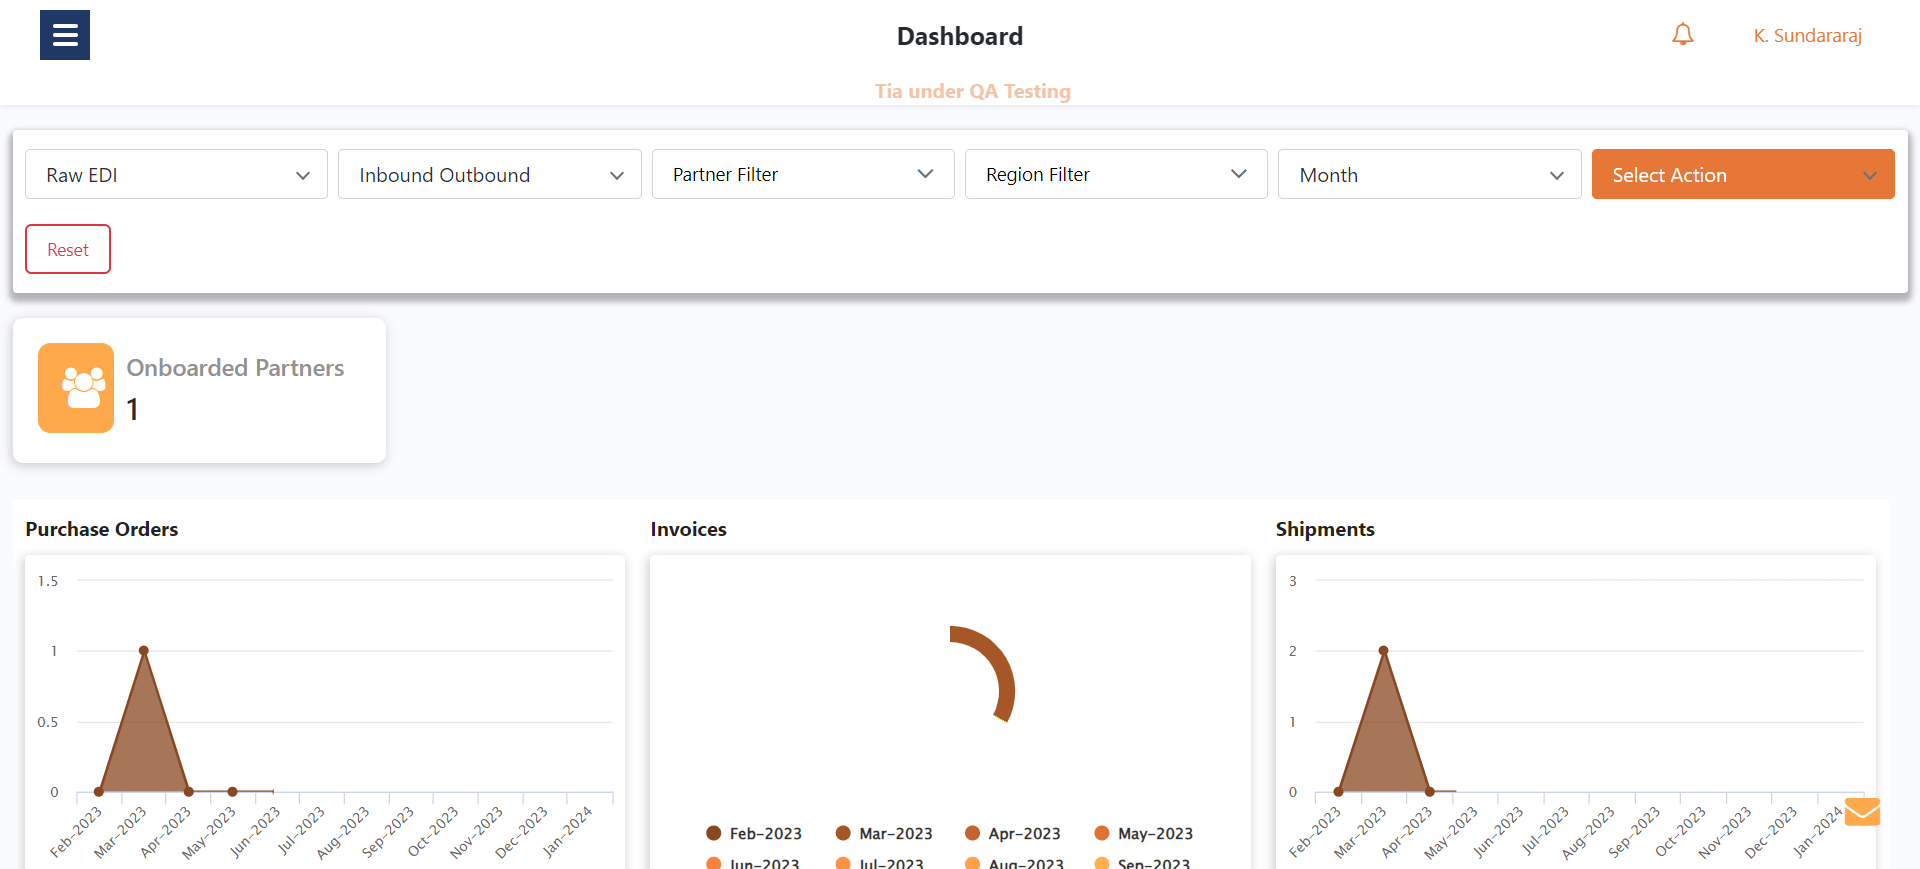 Dashboard
K. Sundararaj
Tia under QA Testing
Raw EDI
Inbound Outbound
Partner Filter
Region Filter
Month
Select Action
Reset
Onboarded Partners
1
Purchase Orders
1.5
1
0.5
0
Feb-2023
Mar-2023
Apr-2023
May-2023
Jun-2023
Jul-2023
Aug-2023
Sep-2023
Oct-2023
Nov-2023
Dec-2023
Jan-2024
Invoices
Feb-2023
Mar-2023
Apr-2023
May-2023
Jun-2023
Jul-2023
Aug-2023
Sep-2023
Shipments
3
2
1
0
Feb-2023
Mar-2023
Apr-2023
May-2023
Jun-2023
Jul-2023
Aug-2023
Sep-2023
Oct-2023
Nov-2023
Dec-2023
Jan-2024